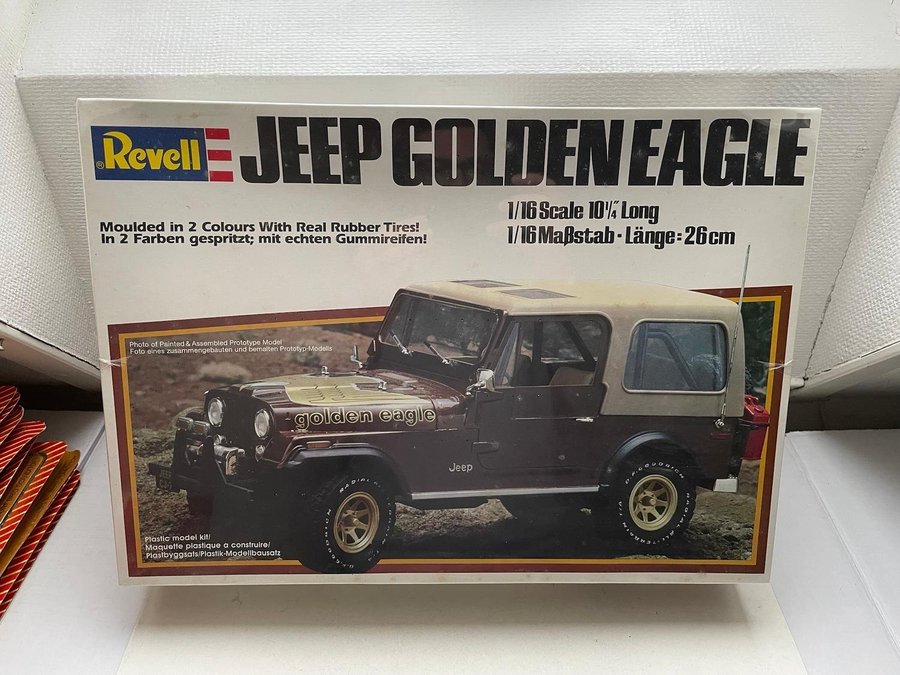 ® Revell
JEEP GOLDEN EAGLE
1/16 Scale 10¼" Long
1/16 Maßstab · Länge: 26cm
Moulded in 2 Colours With Real Rubber Tires!
In 2 Farben gespritzt; mit echten Gummireifen!
Photo of Painted & Assembled Prototype Model
Foto eines zusammengebauten und bemalten Prototyp-Modells
golden eagle
Jeep
Plastic model kit/
Maquette plastique a construire/
Plastbyggsats/Plastik-Modellbausatz